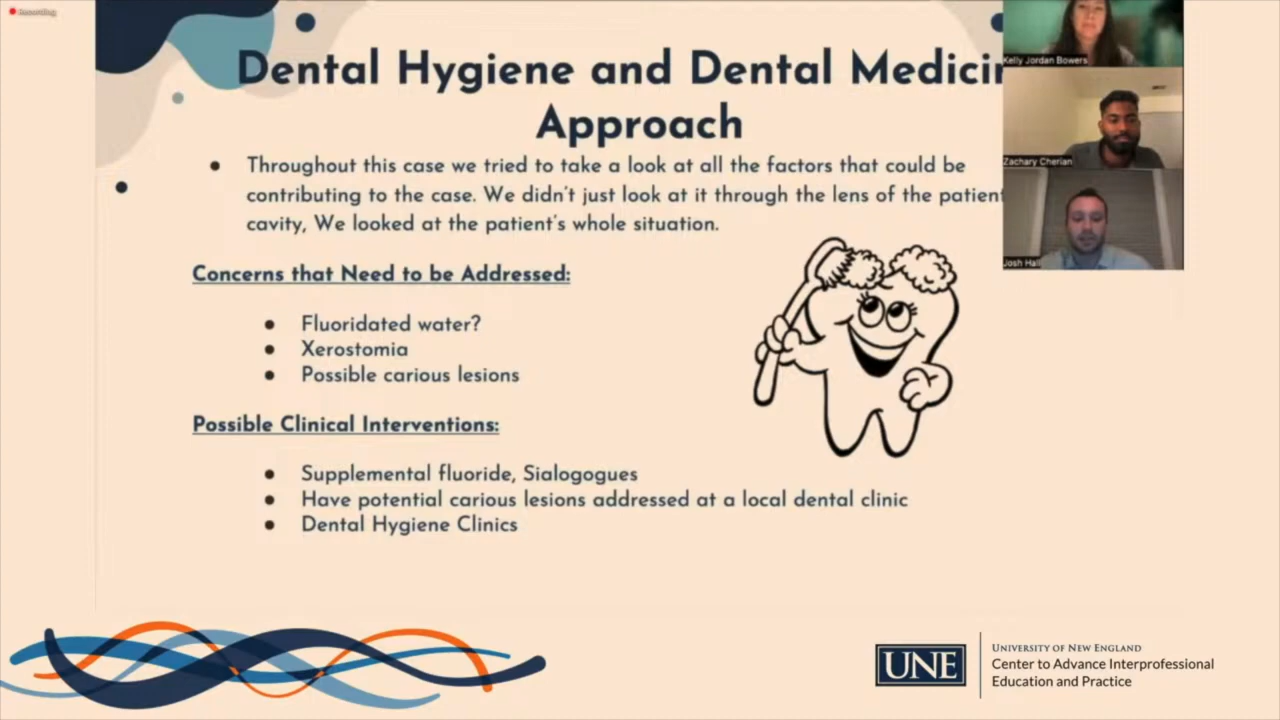 Recording
Dental Hygiene and Dental Medicin
Approach
Throughout this case we tried to take a look at all the factors that could be
contributing to the case. We didn't just look at it through the lens of the patient
cavity, We looked at the patient's whole situation.
Concerns that Need to be Addressed:
Fluoridated water?
Xerostomia
Possible carious lesions
Possible Clinical Interventions:
Supplemental fluoride, Sialogogues
Have potential carious lesions addressed at a local dental clinic
Dental Hygiene Clinics
Kelly Jordan Bowers
Zachary Cherian
Josh Hall
UNE
UNIVERSITY OF NEW ENGLAND
Center to Advance Interprofessional
Education and Practice